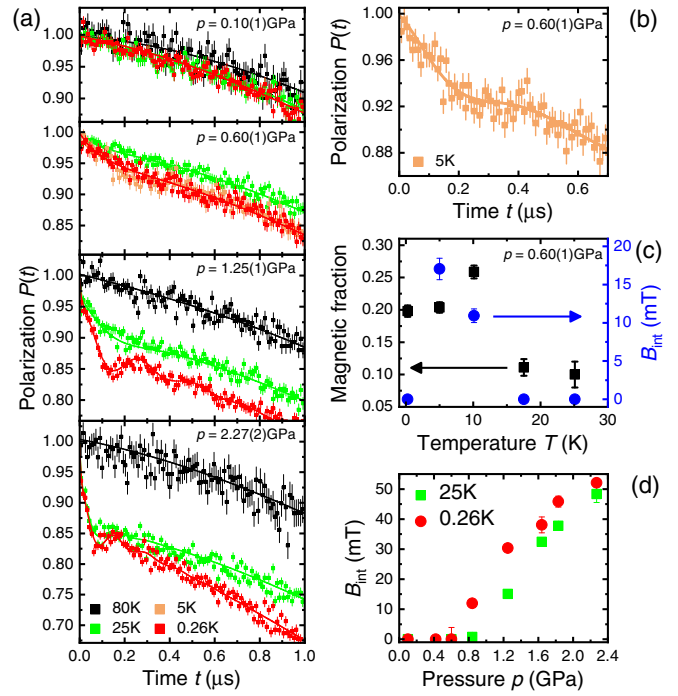 (a)
p = 0.10(1)GPa
1.00
0.95
0.90
p = 0.60(1)GPa
1.00
0.95
0.90
0.85
p = 1.25(1)GPa
1.00
0.95
0.90
0.85
0.80
p = 2.27(2)GPa
1.00
0.95
0.90
0.85
0.80
0.75
0.70
80K
5K
25K
0.26K
0.0 0.2 0.4 0.6 0.8 1.0
Time t (μs)
Polarization P(t)
(b)
p = 0.60(1)GPa
1.00
0.96
0.92
0.88
5K
0.0 0.2 0.4 0.6
Time t (μs)
Polarization P(t)
(c)
p = 0.60(1)GPa
0.30
0.25
0.20
0.15
0.10
0.05
20
15
10
5
0
0 5 10 15 20 25 30
Temperature T (K)
Magnetic fraction
Bint (mT)
(d)
25K
0.26K
50
40
30
20
10
0
0.0 0.4 0.8 1.2 1.6 2.0 2.4
Pressure p (GPa)
Bint (mT)